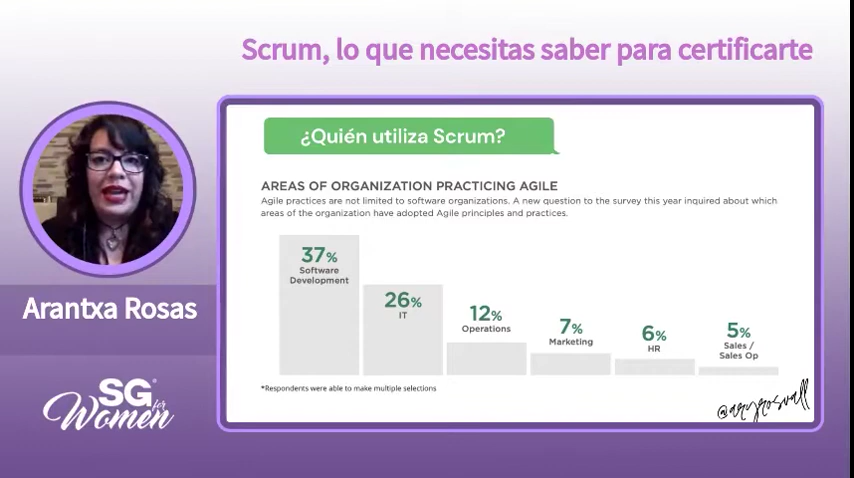 Scrum, lo que necesitas saber para certificarte
¿Quién utiliza Scrum?
AREAS OF ORGANIZATION PRACTICING AGILE
Agile practices are not limited to software organizations. A new question to the survey this year inquired about which
areas of the organization have adopted Agile principles and practices.
37%
Software
Development
26%
IT
12%
Operations
7%
Marketing
6%
HR
5%
Sales /
Sales Op
*Respondents were able to make multiple selections
Arantxa Rosas
SG
for
Women